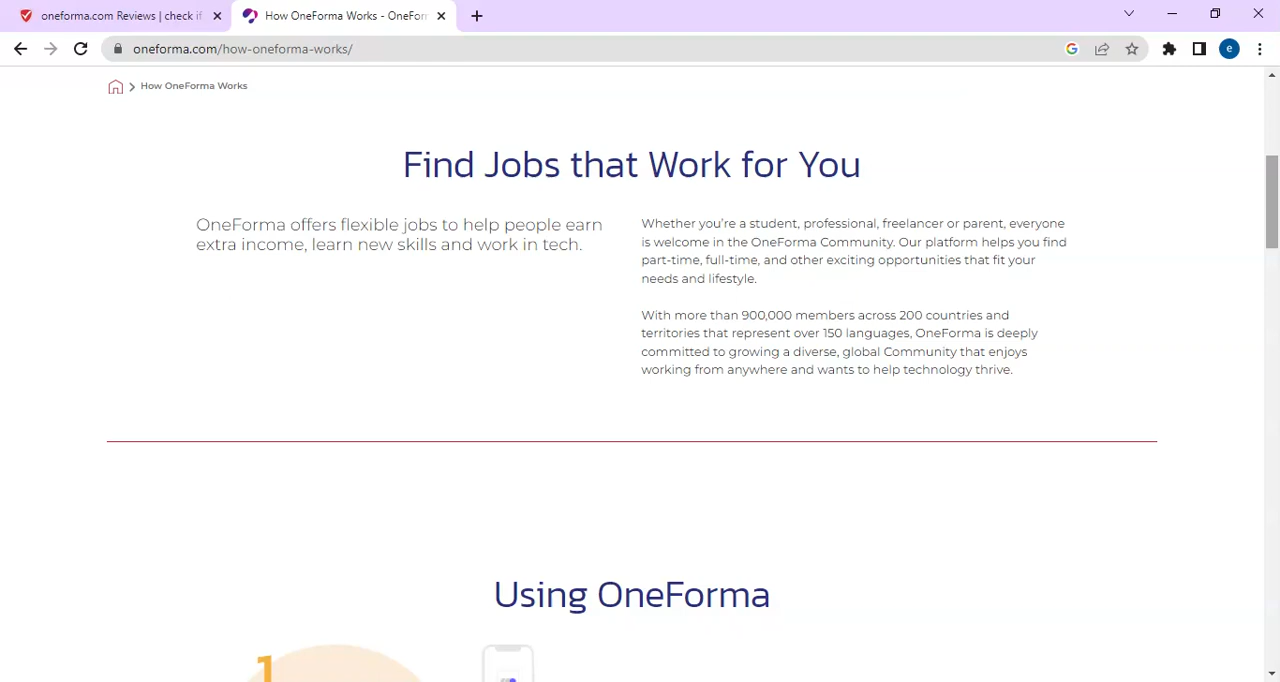 oneforma.com Reviews | check if
How OneForma Works - OneForm
oneforma.com/how-oneforma-works/
e
How OneForma Works
Find Jobs that Work for You
OneForma offers flexible jobs to help people earn
extra income, learn new skills and work in tech.
Whether you’re a student, professional, freelancer or parent, everyone
is welcome in the OneForma Community. Our platform helps you find
part-time, full-time, and other exciting opportunities that fit your
needs and lifestyle.
With more than 900,000 members across 200 countries and
territories that represent over 150 languages, OneForma is deeply
committed to growing a diverse, global Community that enjoys
working from anywhere and wants to help technology thrive.
Using OneForma
1